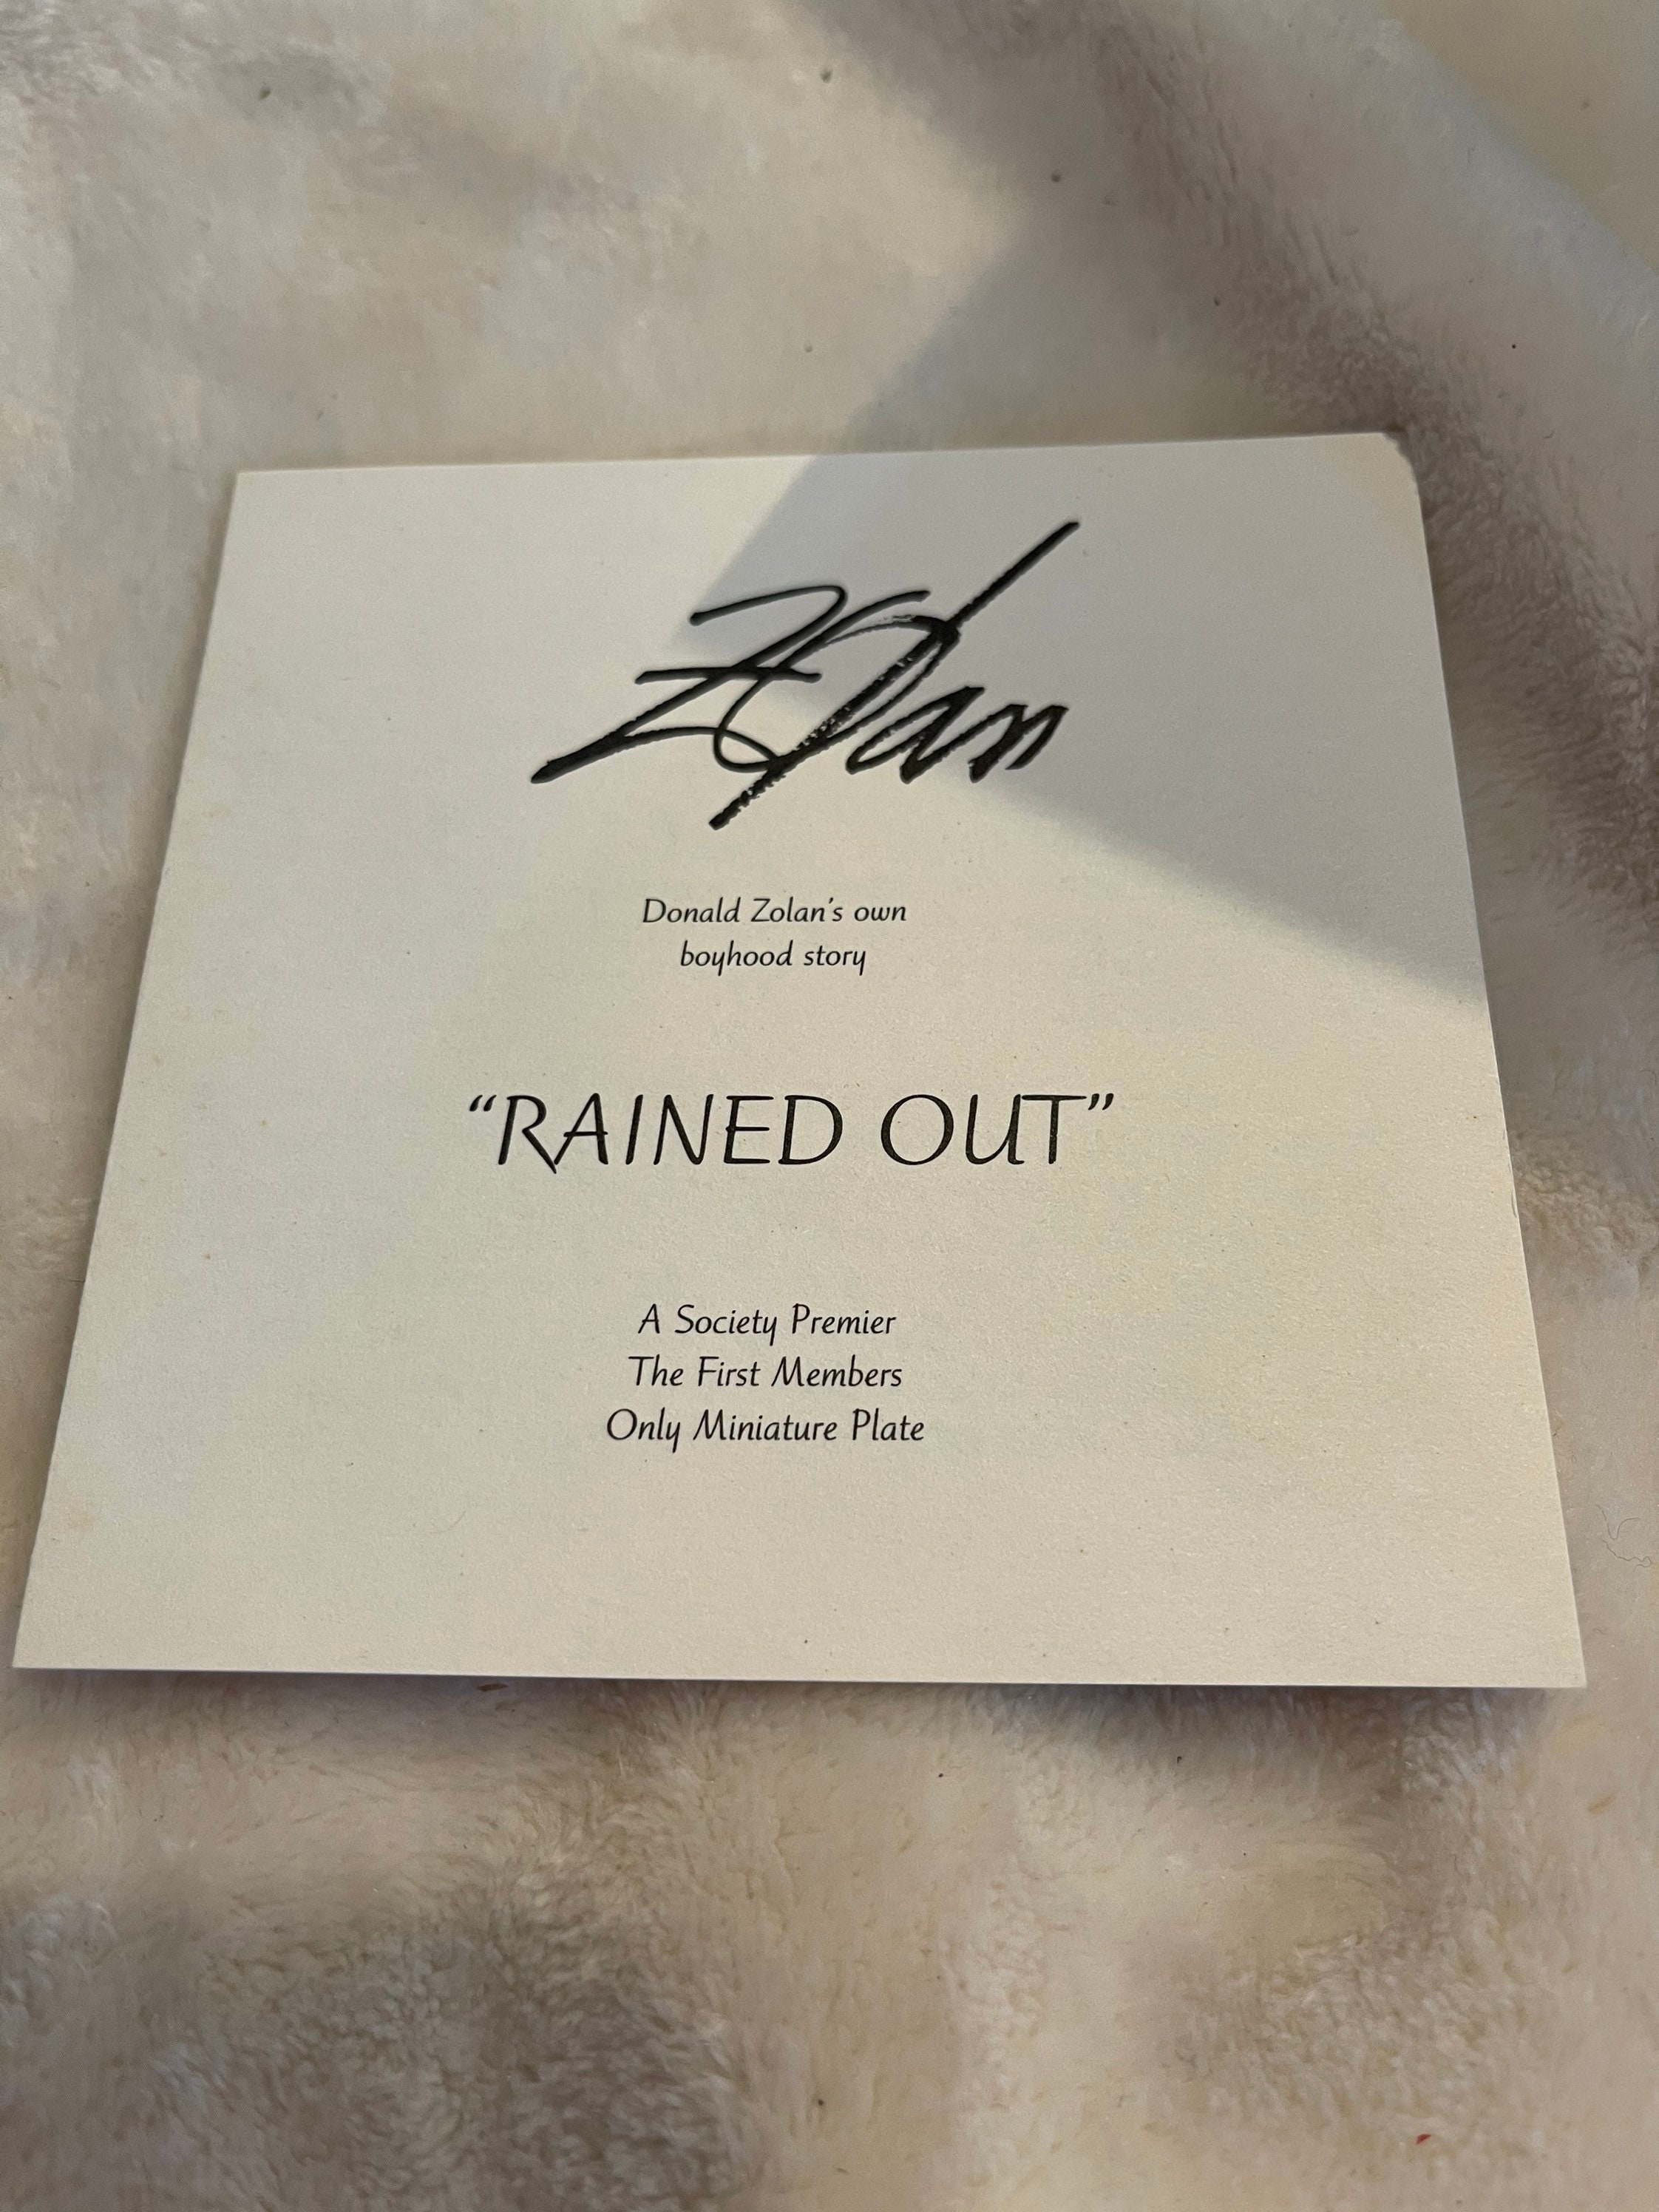 Zolan
Donald Zolan’s own
boyhood story
“RAINED OUT”
A Society Premier
The First Members
Only Miniature Plate